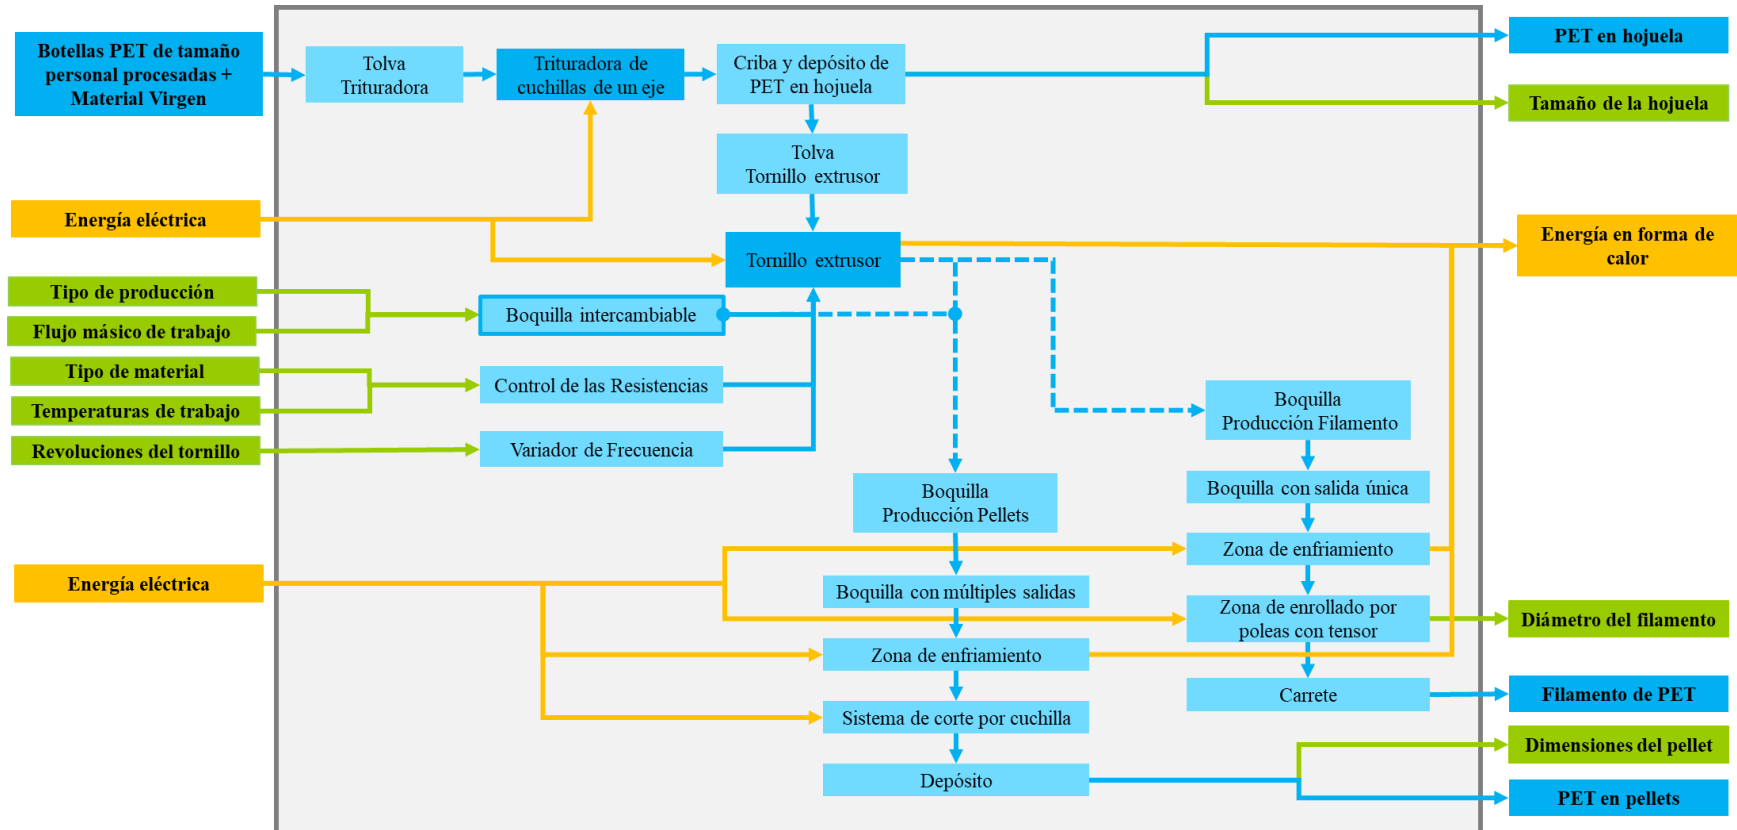 Botellas PET de tamaño
personal procesadas +
Material Virgen
Tolva
Trituradora
Trituradora de
cuchillas de un eje
Criba y depósito de
PET en hojuela
PET en hojuela
Tamaño de la hojuela
Tolva
Tornillo extrusor
Energía eléctrica
Tornillo extrusor
Energía en forma de
calor
Tipo de producción
Flujo másico de trabajo
Boquilla intercambiable
Tipo de material
Temperaturas de trabajo
Control de las Resistencias
Revoluciones del tornillo
Variador de Frecuencia
Boquilla
Producción Filamento
Boquilla
Producción Pellets
Boquilla con salida única
Energía eléctrica
Zona de enfriamiento
Boquilla con múltiples salidas
Zona de enrollado por
poleas con tensor
Diámetro del filamento
Zona de enfriamiento
Carrete
Filamento de PET
Sistema de corte por cuchilla
Dimensiones del pellet
Depósito
PET en pellets